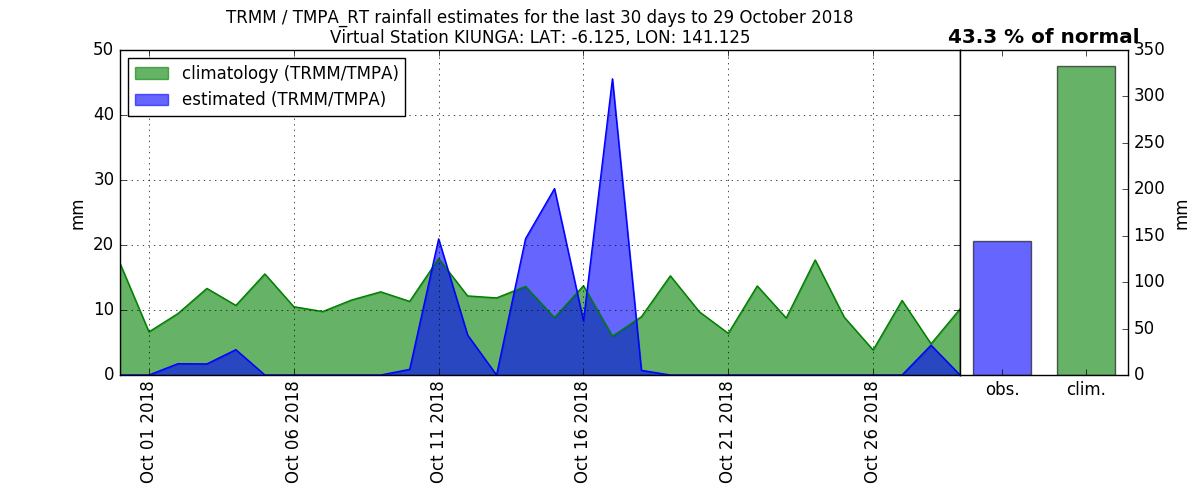 TRMM / TMPA_RT rainfall estimates for the last 30 days to 29 October 2018
Virtual Station KIUNGA: LAT: -6.125, LON: 141.125
43.3 % of normal
climatology (TRMM/TMPA)
estimated (TRMM/TMPA)
50
40
30
20
10
0
mm
Oct 01 2018
Oct 06 2018
Oct 11 2018
Oct 16 2018
Oct 21 2018
Oct 26 2018
obs.
clim.
350
300
250
200
150
100
50
0
mm